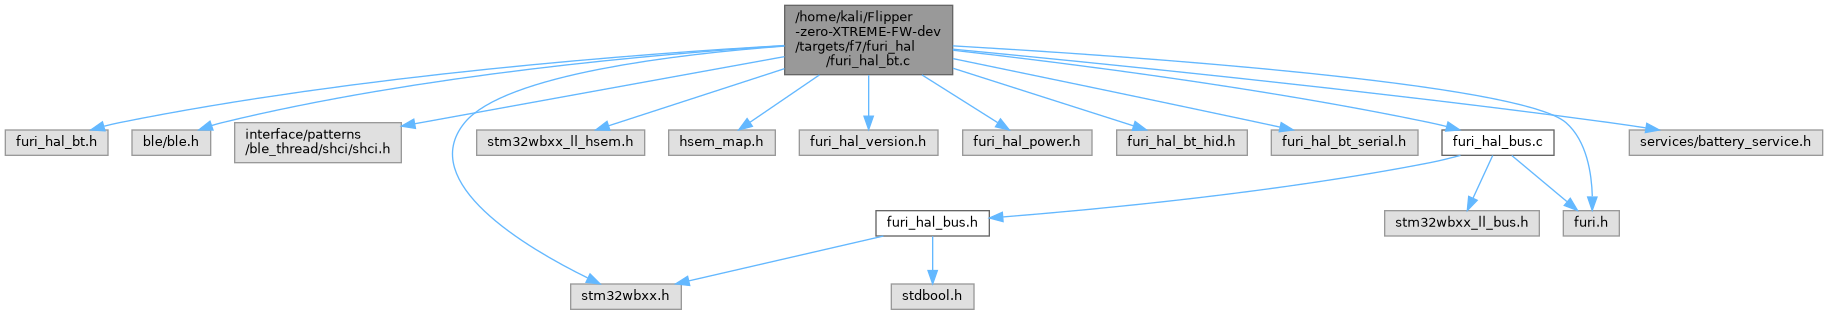 /home/kali/Flipper
-zero-XTREME-FW-dev
/targets/f7/furi_hal
/furi_hal_bt.c
furi_hal_bt.h
ble/ble.h
interface/patterns
/ble_thread/shci/shci.h
stm32wbxx_ll_hsem.h
hsem_map.h
furi_hal_version.h
furi_hal_power.h
furi_hal_bt_hid.h
furi_hal_bt_serial.h
furi_hal_bus.c
services/battery_service.h
furi_hal_bus.h
stm32wbxx_ll_bus.h
furi.h
stm32wbxx.h
stdbool.h